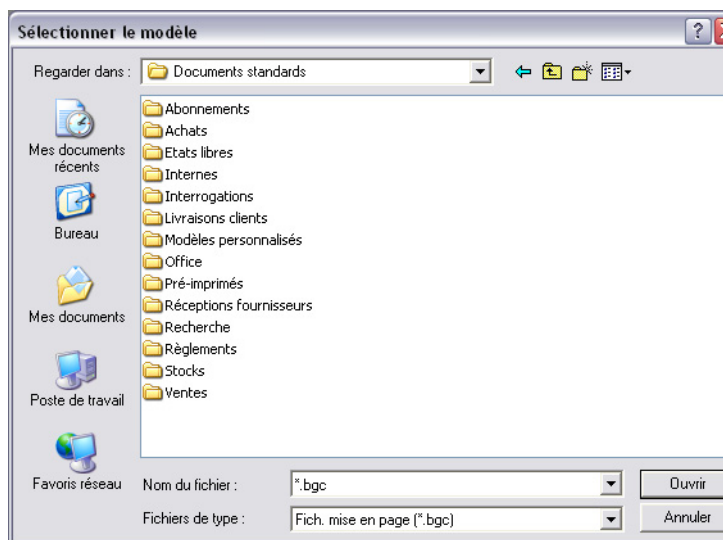 Sélectionner le modèle
Regarder dans :
Documents standards
Mes documents
récents
Bureau
Mes documents
Poste de travail
Favoris réseau
Abonnements
Achats
Etats libres
Internes
Interrogations
Livraisons clients
Modèles personnalisés
Office
Pré-imprimés
Réceptions fournisseurs
Recherche
Règlements
Stocks
Ventes
Nom du fichier :
*.bgc
Ouvrir
Fichiers de type :
Fich. mise en page (*.bgc)
Annuler